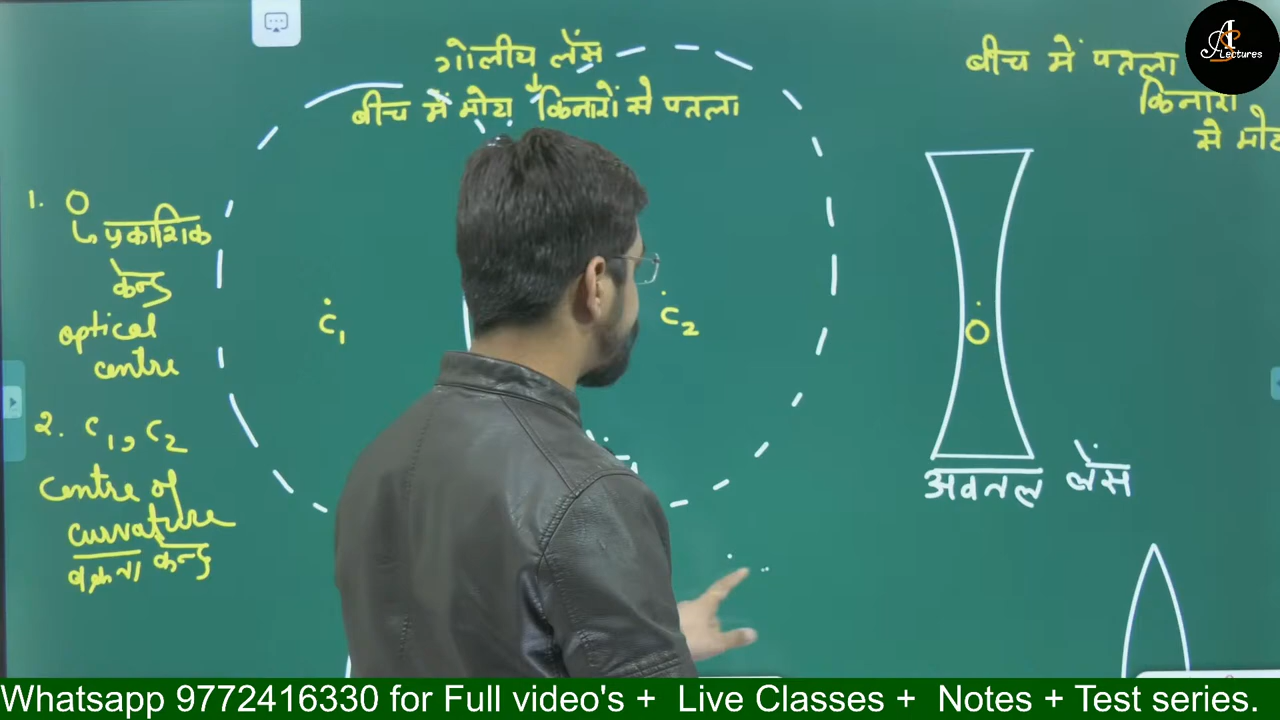 गोलीय लेंस
बीच में मोटा किनारों से पतला
1. O
प्रकाशिक
केन्द्र
optical
centre
2. C1, C2
Centre of
curvature
वक्रता केन्द्र
C1
C2
बीच में पतला
किनारों
से मोटा
O
अवतल लेंस
A
Lectures
Whatsapp 9772416330 for Full video's + Live Classes + Notes + Test series.